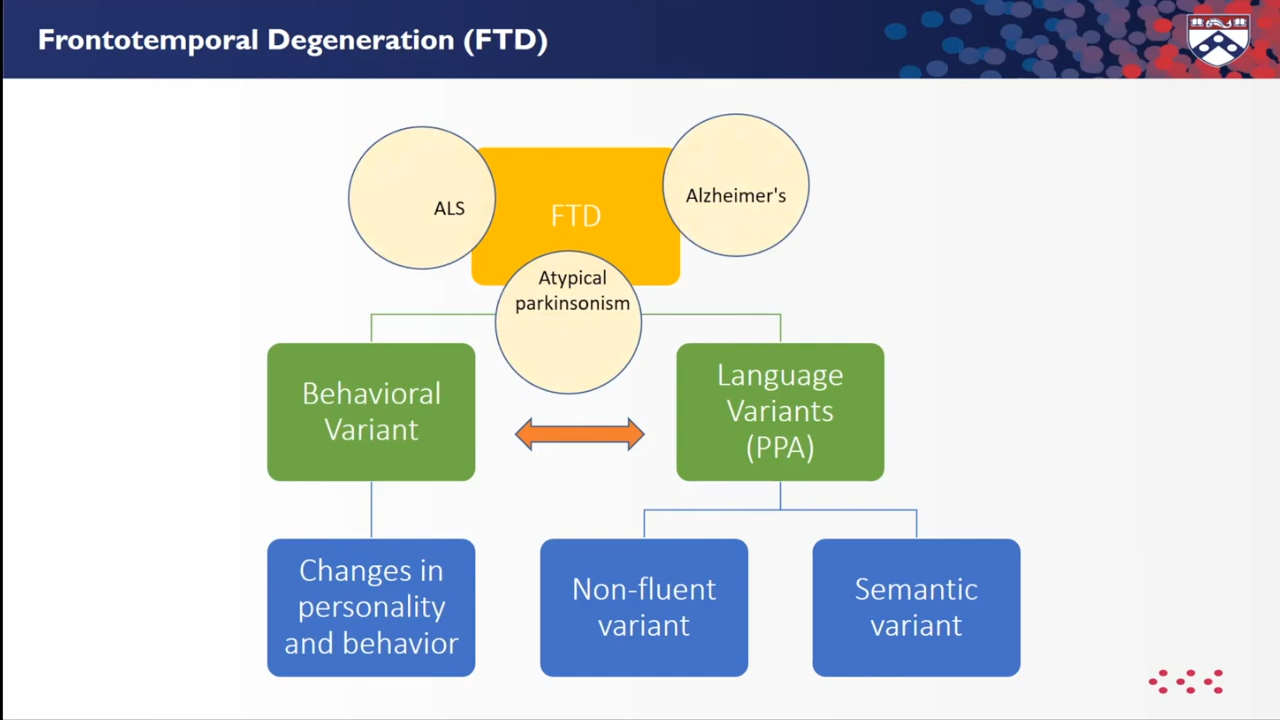 Frontotemporal Degeneration (FTD)
ALS
FTD
Alzheimer's
Atypical
parkinsonism
Behavioral
Variant
Language
Variants
(PPA)
Changes in
personality
and behavior
Non-fluent
variant
Semantic
variant